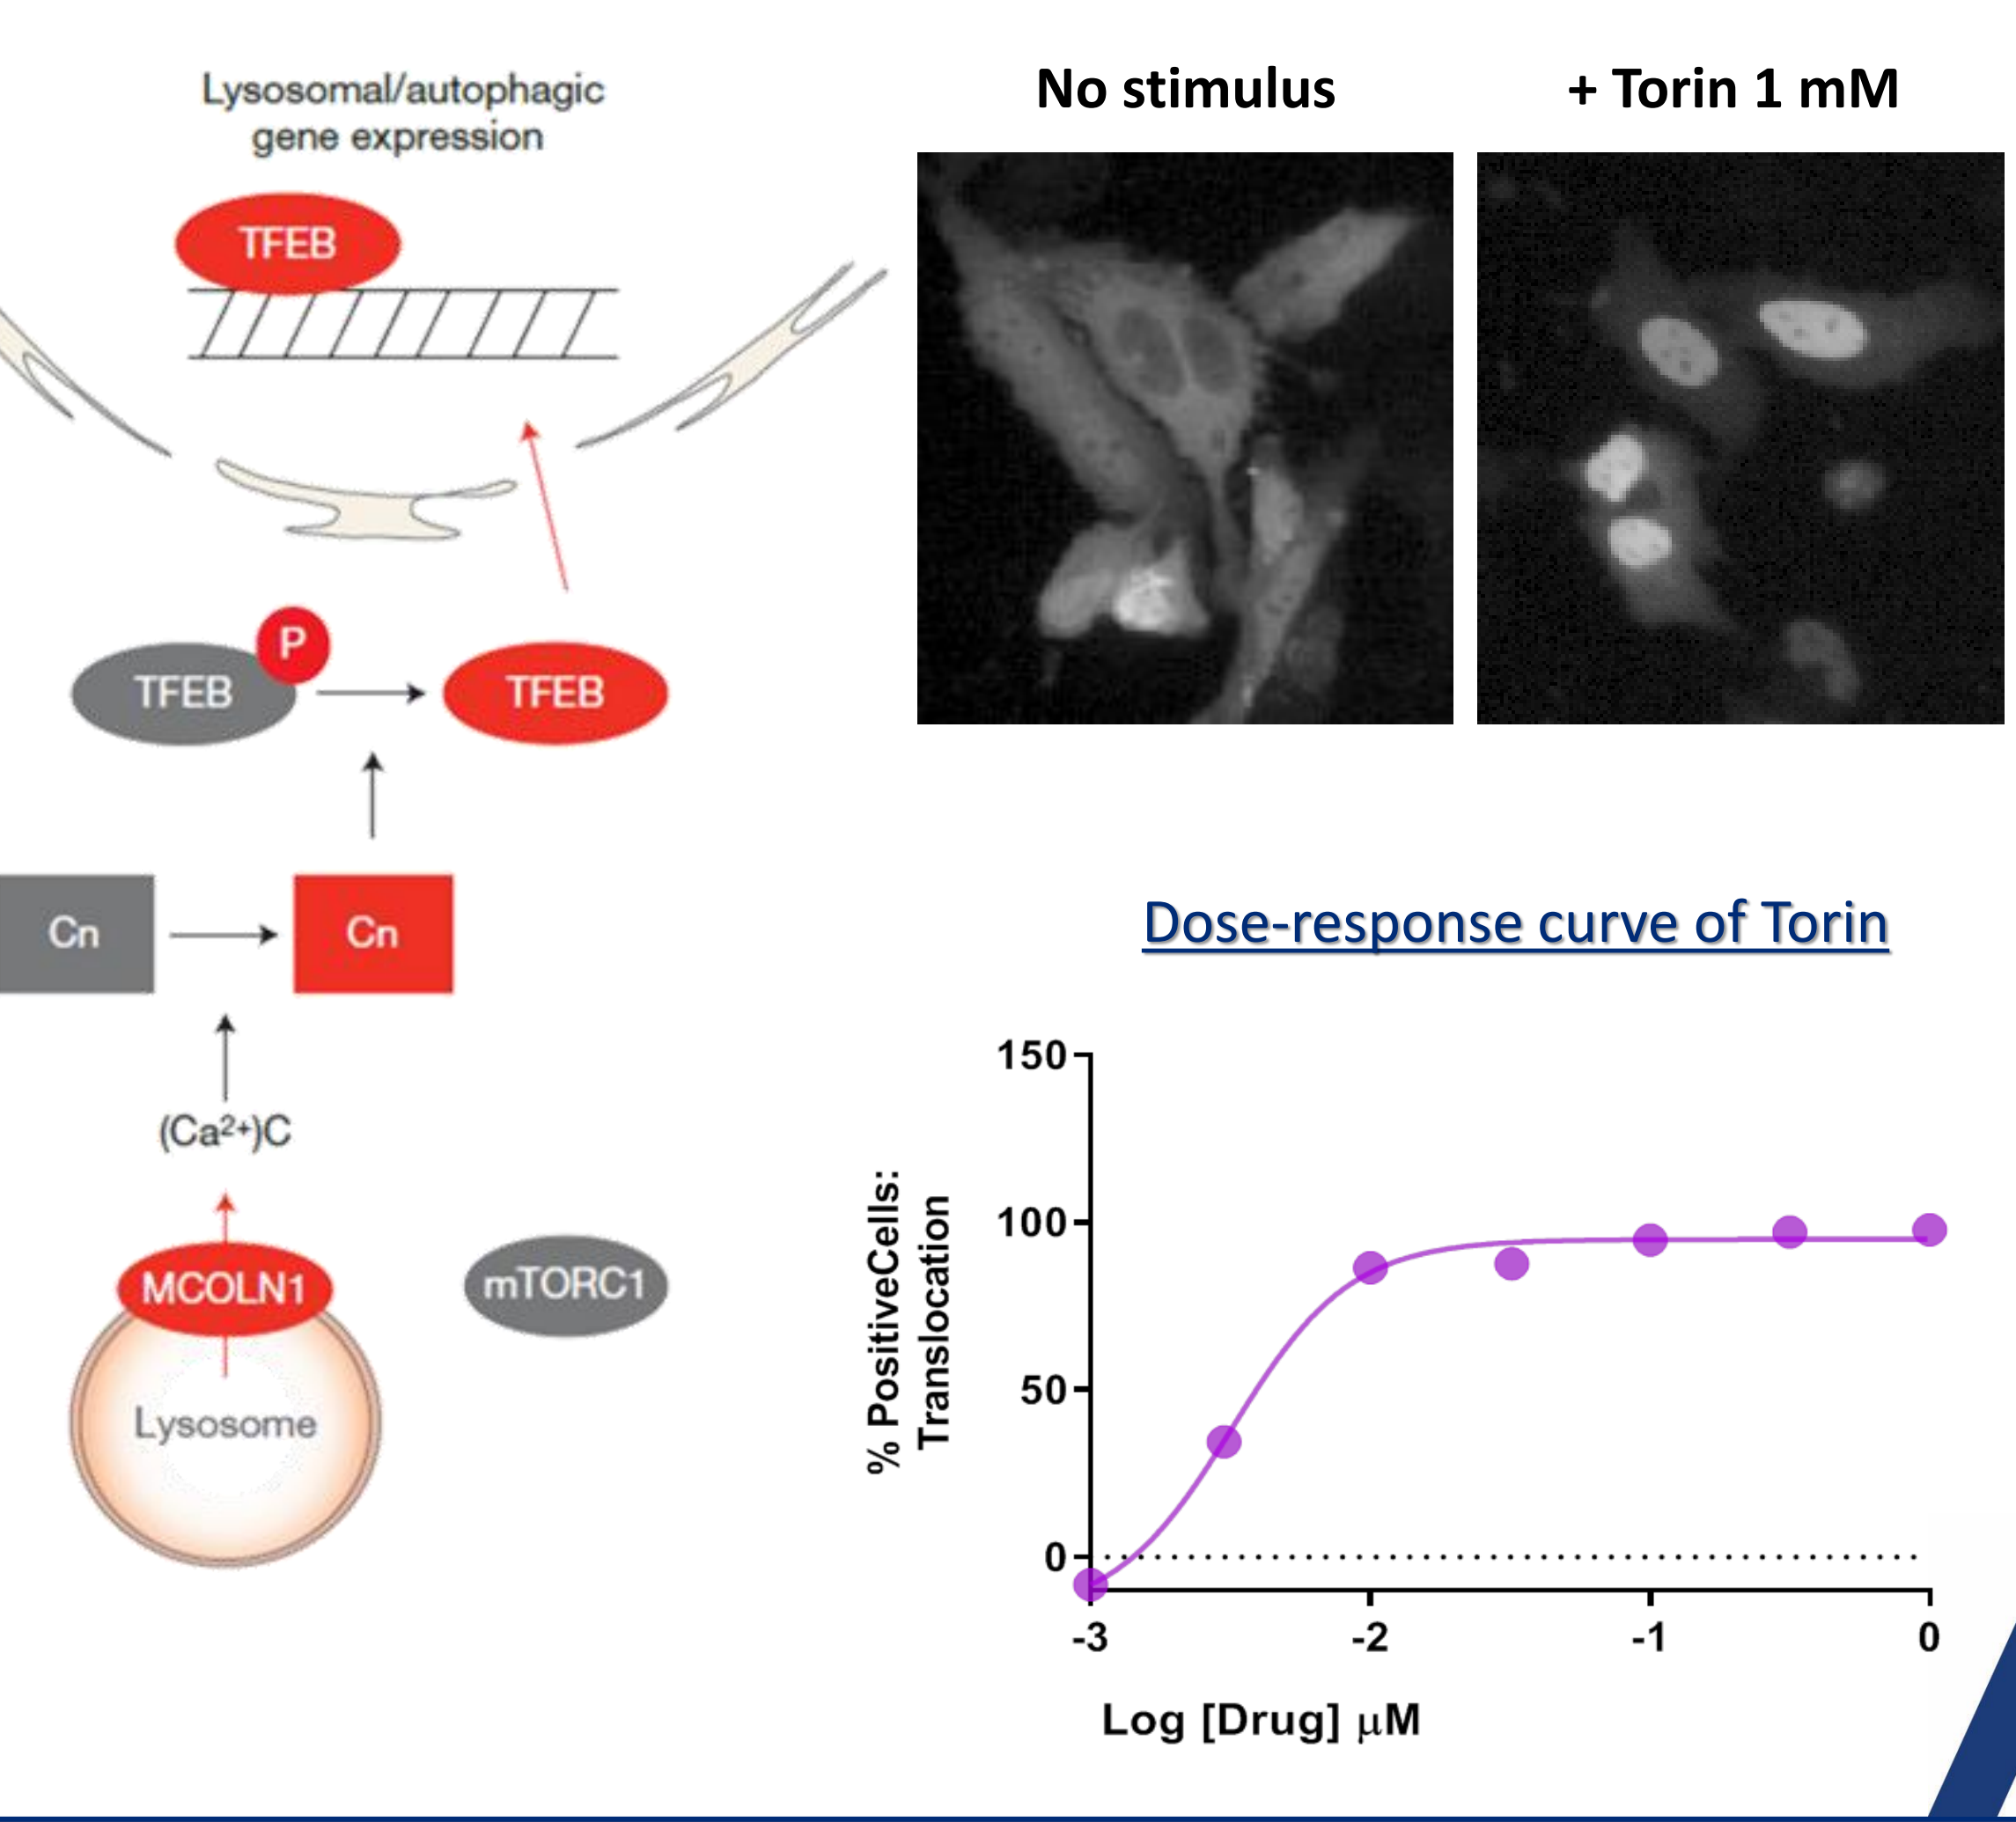 Lysosomal/autophagic
gene expression
TFEB
TFEB
P
TFEB
Cn
Cn
(Ca²⁺)C
MCOLN1
mTORC1
Lysosome
No stimulus
+ Torin 1 mM
Dose-response curve of Torin
% PositiveCells:
Translocation
150
100
50
0
-3
-2
-1
0
Log [Drug] μM